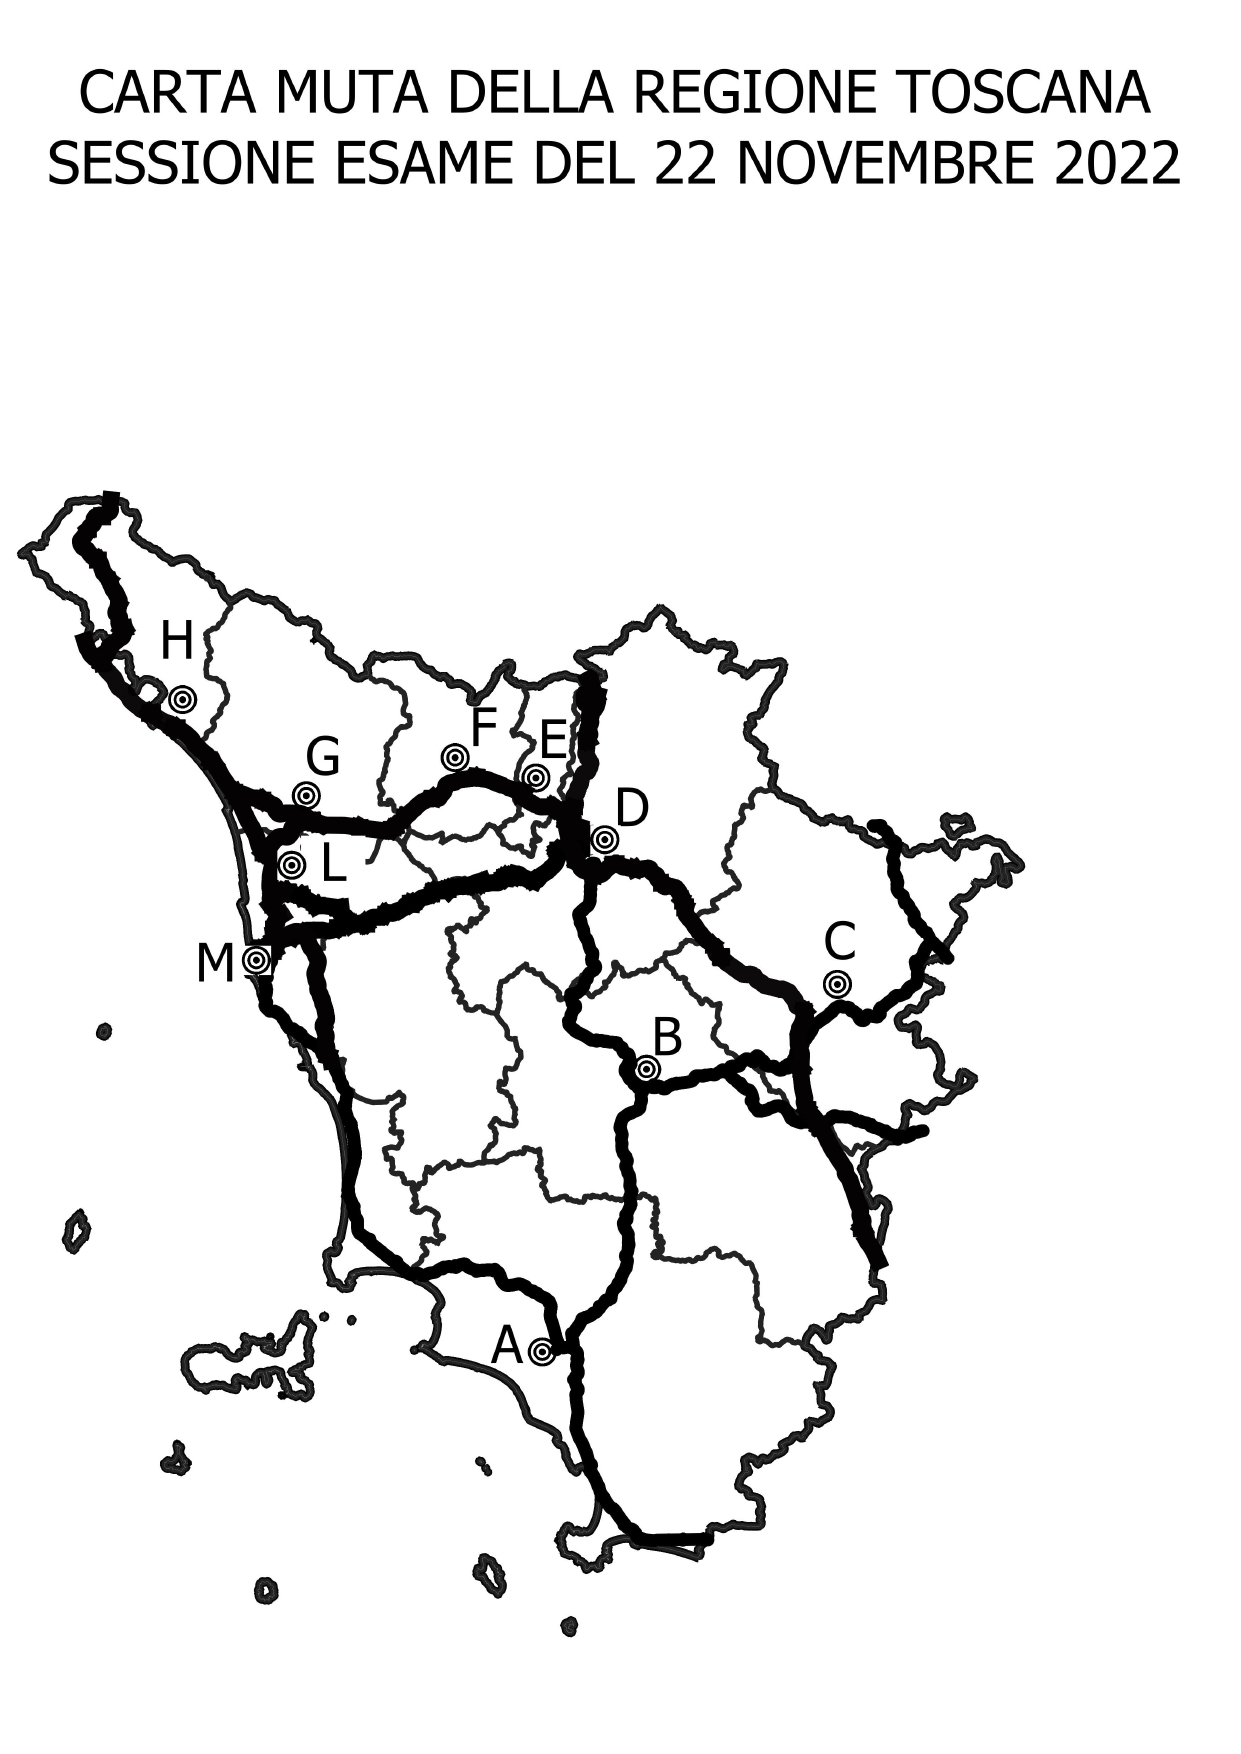 CARTA MUTA DELLA REGIONE TOSCANA
SESSIONE ESAME DEL 22 NOVEMBRE 2022
H
F
E
G
D
L
C
M
B
A